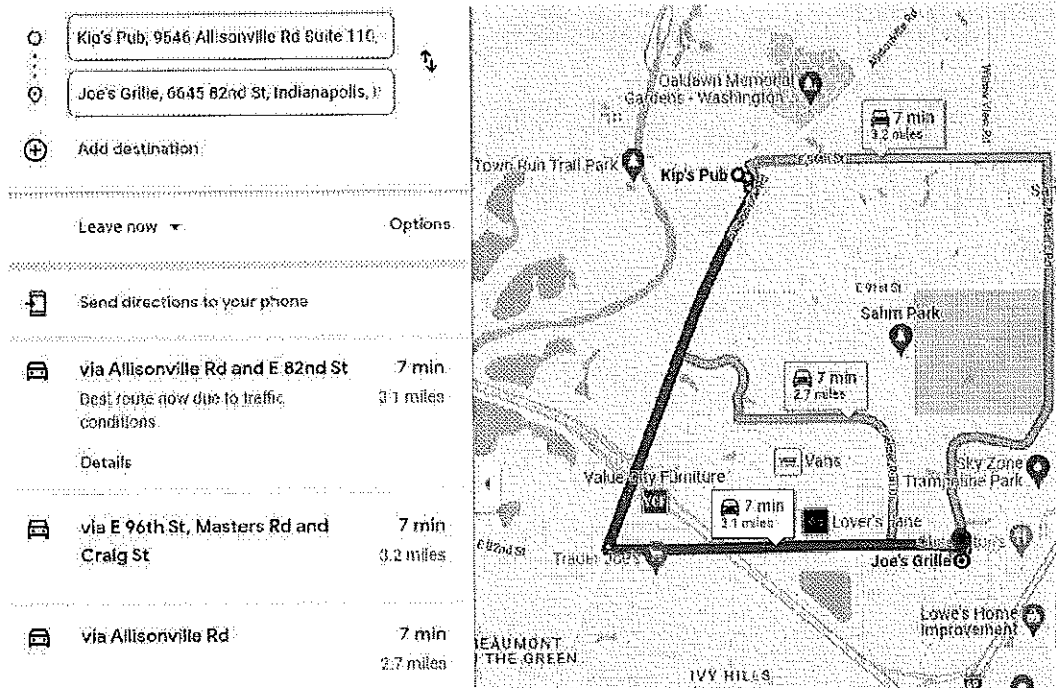 Kip's Pub, 9546 Allisonville Rd Suite 110,
Joe's Grille, 6645 82nd St, Indianapolis,
Add destination
Leave now
Options
Send directions to your phone
via Allisonville Rd and E 82nd St
7 min
Best route now due to traffic
3.1 miles
conditions
Details
via E 96th St, Masters Rd and
7 min
Craig St
3.2 miles
via Allisonville Rd
7 min
2.7 miles
Allisonville Rd
Oaklawn Memorial
Gardens - Washington
7 min
3.2 miles
Town Run Trail Park
Kip's Pub
E 96th St
E 91st St
Sahm Park
7 min
2.7 miles
Vans
Sky Zone
Trampoline Park
Value City Furniture
VCF
7 min
3.1 miles
Lover's Lane
E 82nd St
Trader Joe's
Joe's Grille
Lowe's Home
Improvement
BEAUMONT
THE GREEN
IVY HILLS
69